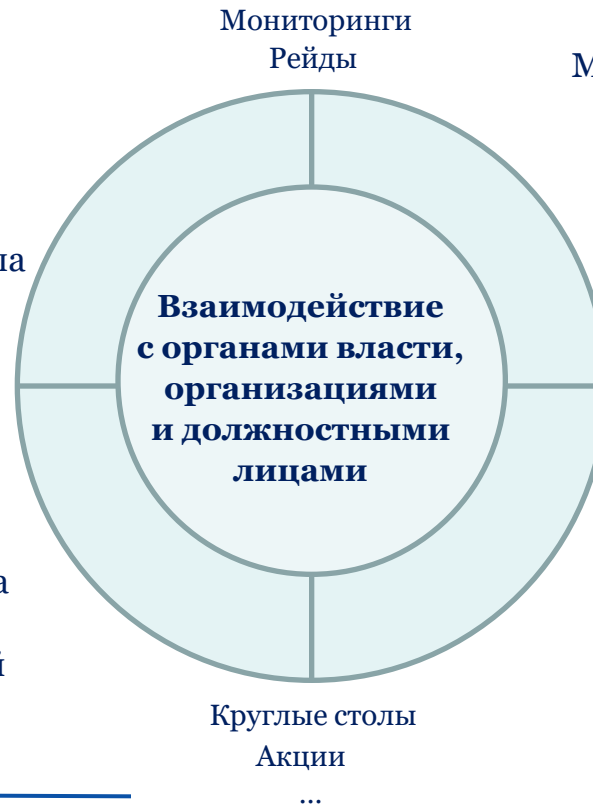 Мониторинги
Рейды
Взаимодействие
с органами власти,
организациями
и должностными
лицами
Круглые столы
Акции
...